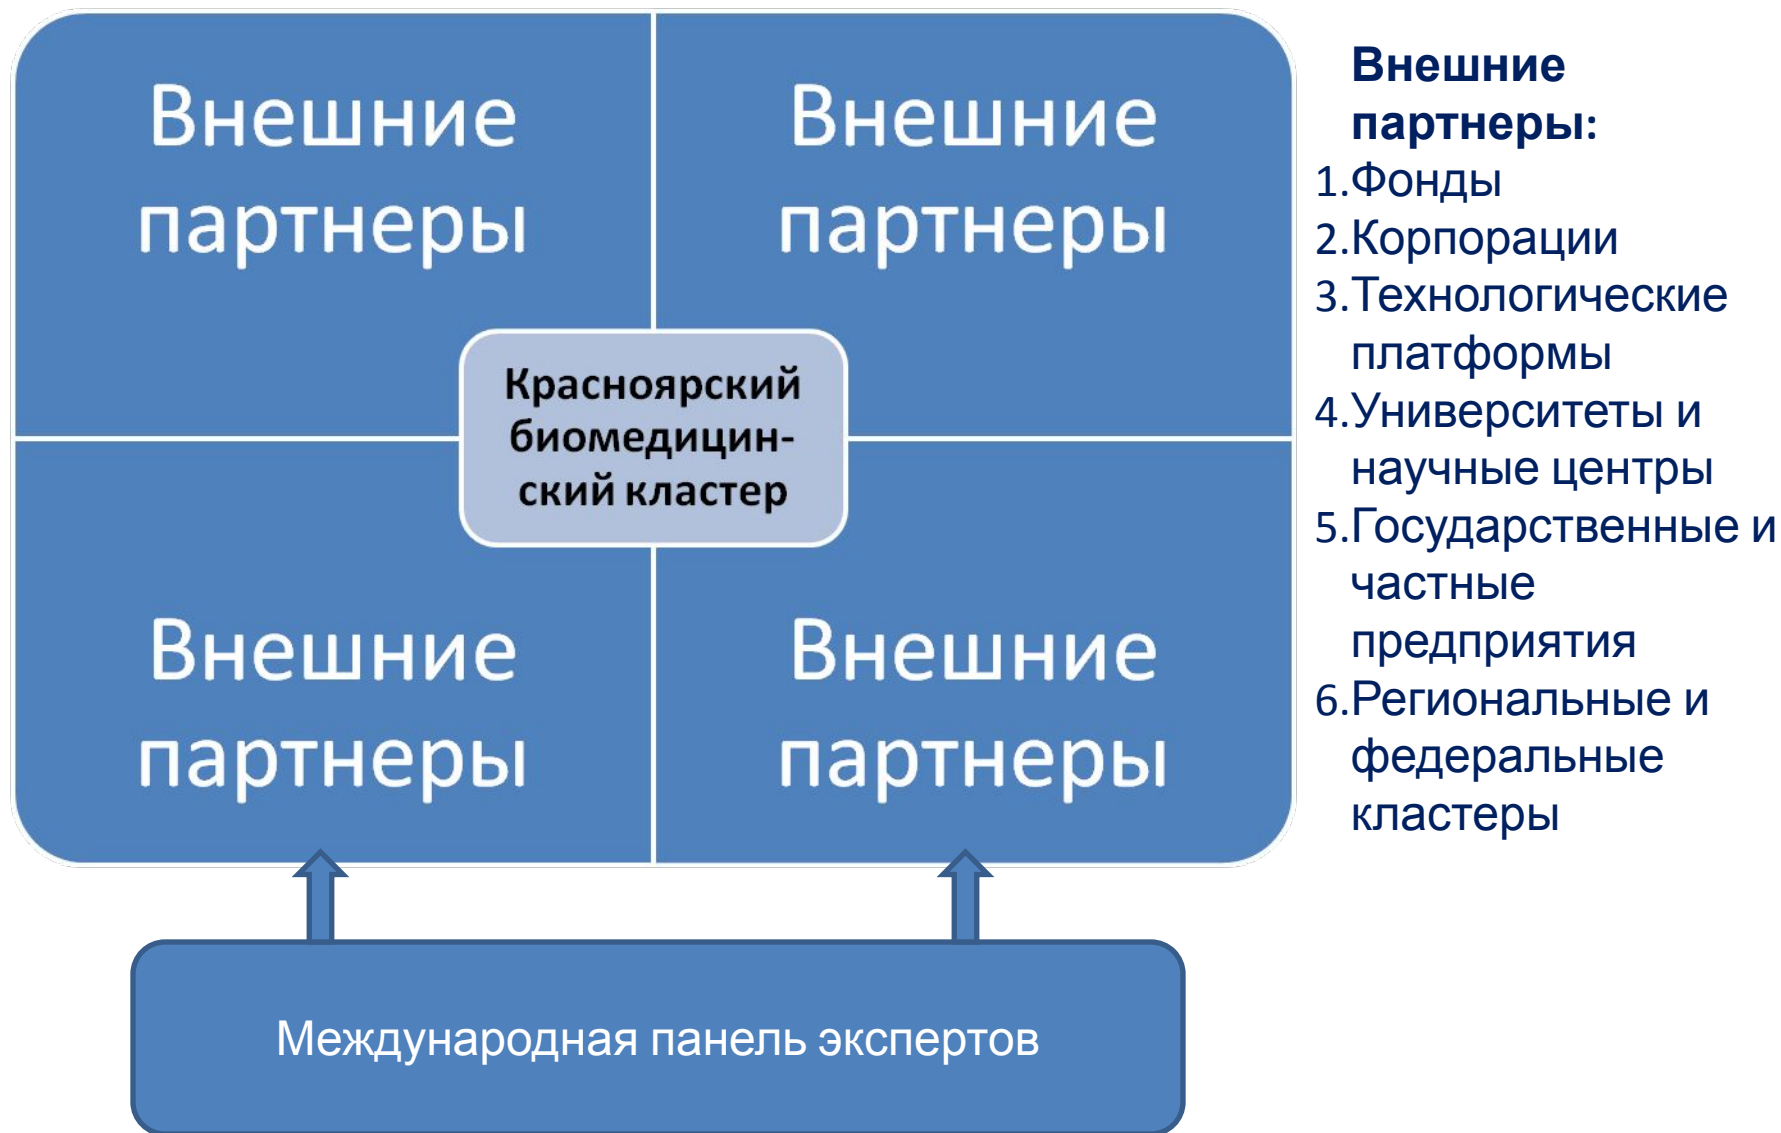 Внешние
партнеры
Внешние
партнеры
Красноярский
биомедицин-
ский кластер
Внешние
партнеры
Внешние
партнеры
Международная панель экспертов
Внешние
партнеры:
1.Фонды
2.Корпорации
3.Технологические
платформы
4.Университеты и
научные центры
5.Государственные и
частные
предприятия
6.Региональные и
федеральные
кластеры